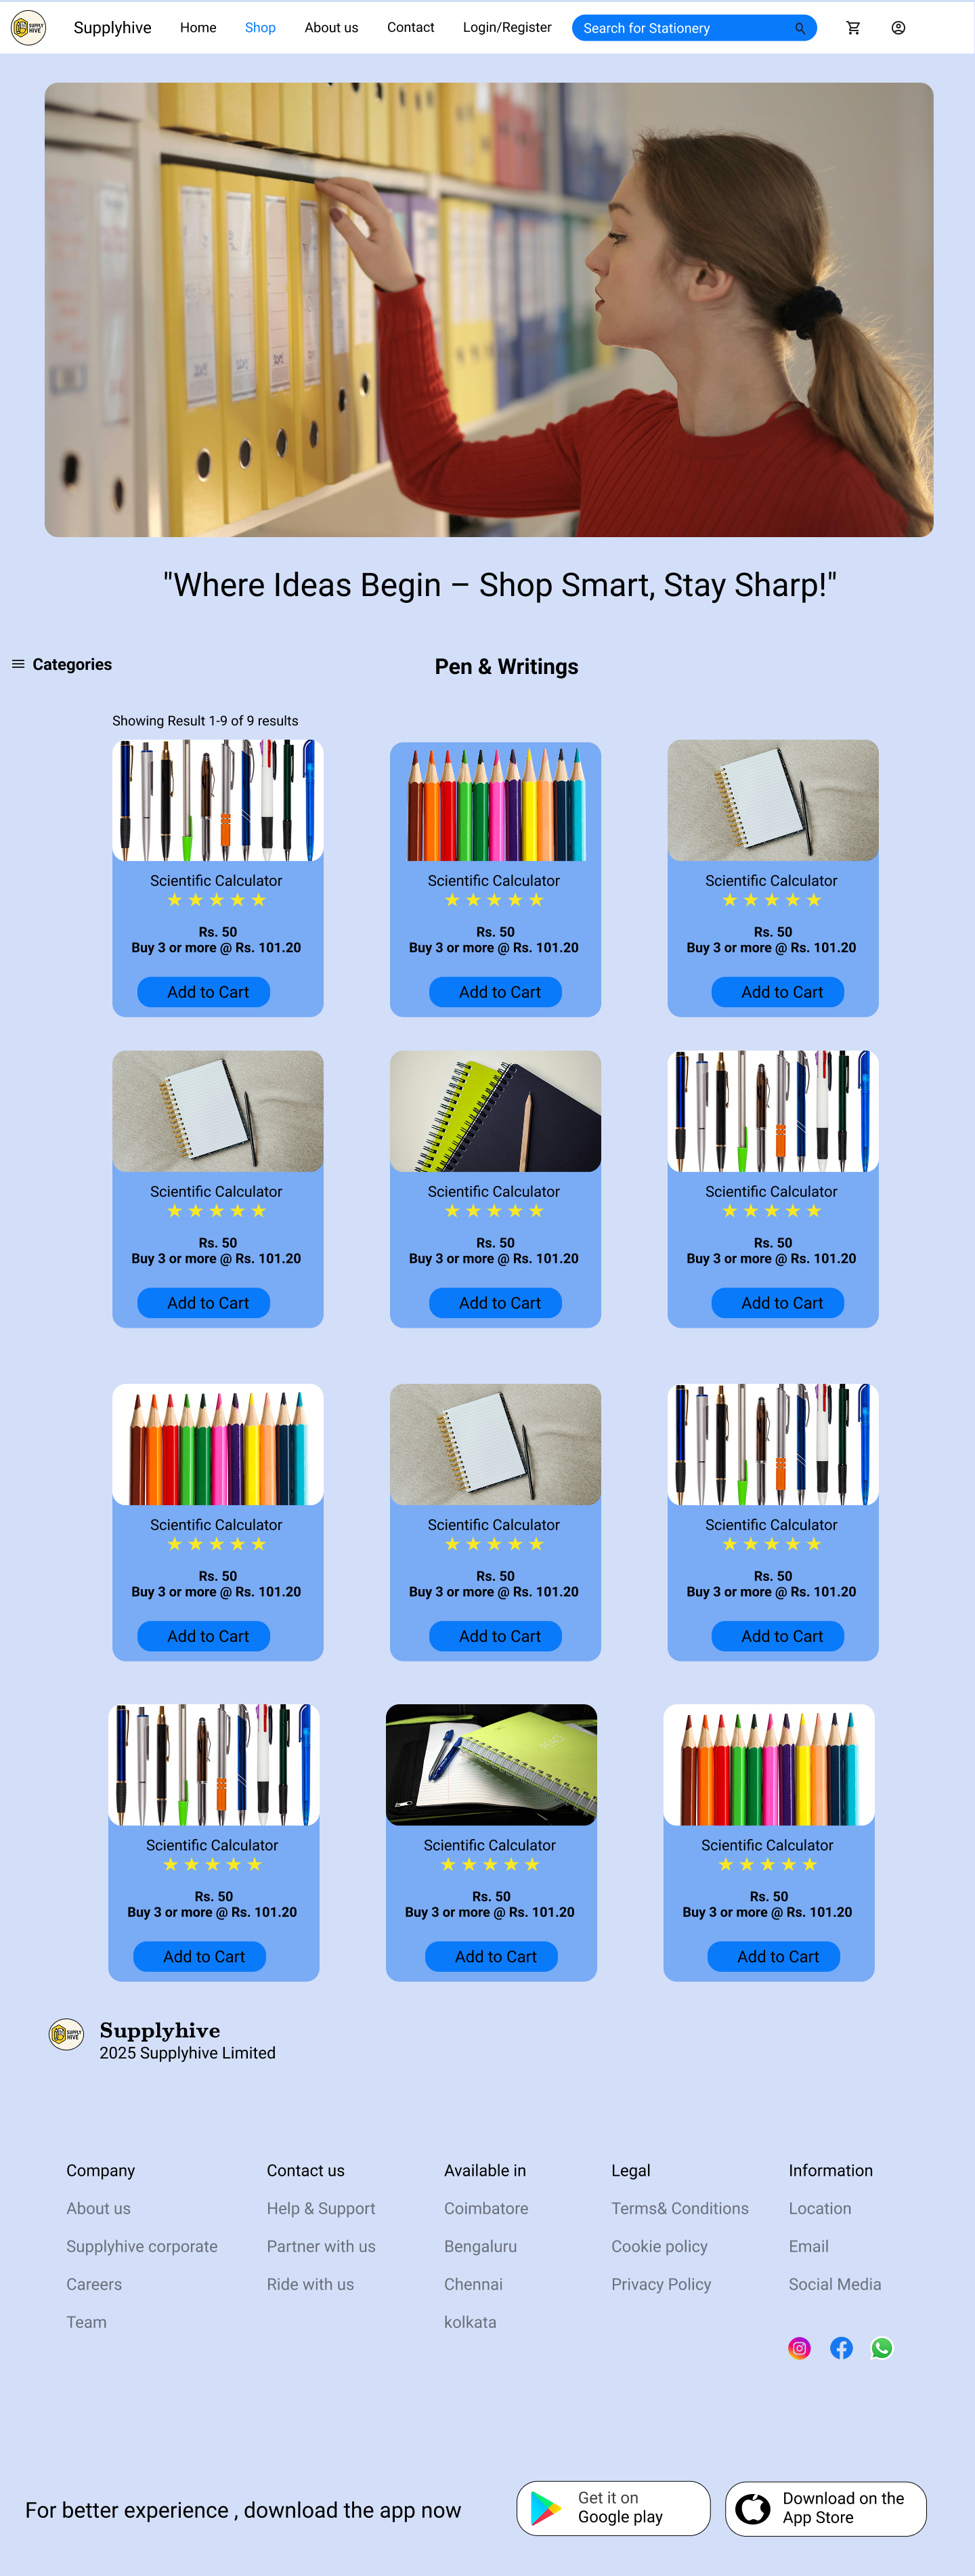 SUPPLY HIVE
Supplyhive Home Shop About us Contact Login/Register Search for Stationery
"Where Ideas Begin – Shop Smart, Stay Sharp!"
Categories
Pen & Writings
Showing Result 1-9 of 9 results
Scientific Calculator Scientific Calculator Scientific Calculator
Rs. 50 Rs. 50 Rs. 50
Buy 3 or more @ Rs. 101.20 Buy 3 or more @ Rs. 101.20 Buy 3 or more @ Rs. 101.20
Add to Cart Add to Cart Add to Cart
Scientific Calculator Scientific Calculator Scientific Calculator
Rs. 50 Rs. 50 Rs. 50
Buy 3 or more @ Rs. 101.20 Buy 3 or more @ Rs. 101.20 Buy 3 or more @ Rs. 101.20
Add to Cart Add to Cart Add to Cart
Scientific Calculator Scientific Calculator Scientific Calculator
Rs. 50 Rs. 50 Rs. 50
Buy 3 or more @ Rs. 101.20 Buy 3 or more @ Rs. 101.20 Buy 3 or more @ Rs. 101.20
Add to Cart Add to Cart Add to Cart
Scientific Calculator Scientific Calculator Scientific Calculator
Rs. 50 Rs. 50 Rs. 50
Buy 3 or more @ Rs. 101.20 Buy 3 or more @ Rs. 101.20 Buy 3 or more @ Rs. 101.20
Add to Cart Add to Cart Add to Cart
SUPPLY HIVE
Supplyhive
2025 Supplyhive Limited
Company
About us
Supplyhive corporate
Careers
Team
Contact us
Help & Support
Partner with us
Ride with us
Available in
Coimbatore
Bengaluru
Chennai
kolkata
Legal
Terms& Conditions
Cookie policy
Privacy Policy
Information
Location
Email
Social Media
For better experience , download the app now
Get it on
Google play
Download on the
App Store